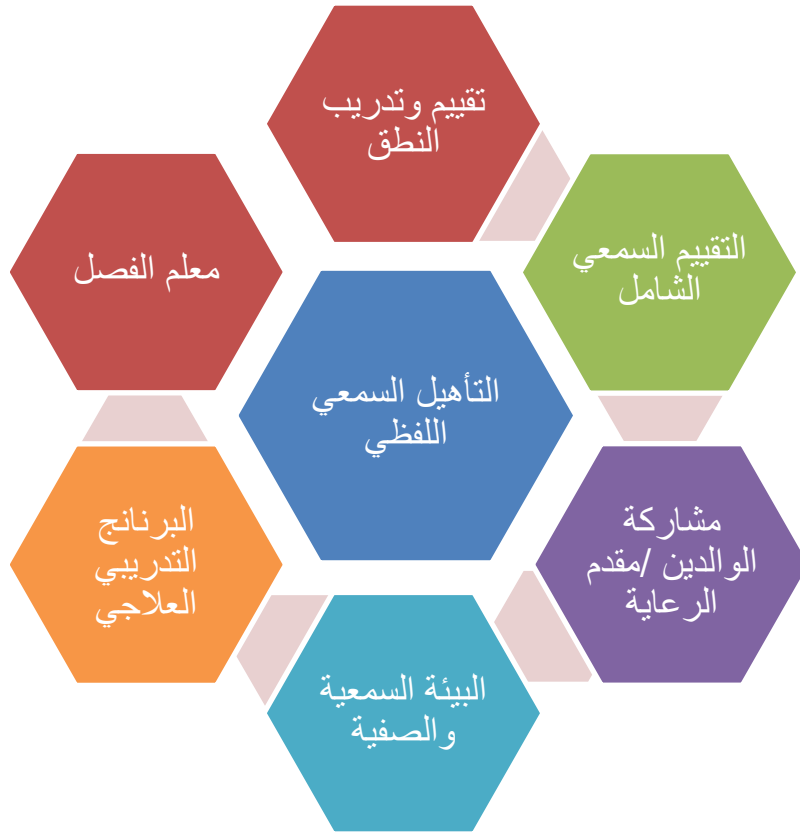 تقييم وتدريب
النطق
التقييم السمعي
الشامل
معلم الفصل
التأهيل السمعي
اللفظي
مشاركة
الوالدين /مقدم
الرعاية
البرنانج
التدريبي
العلاجي
البيئة السمعية
والصفية